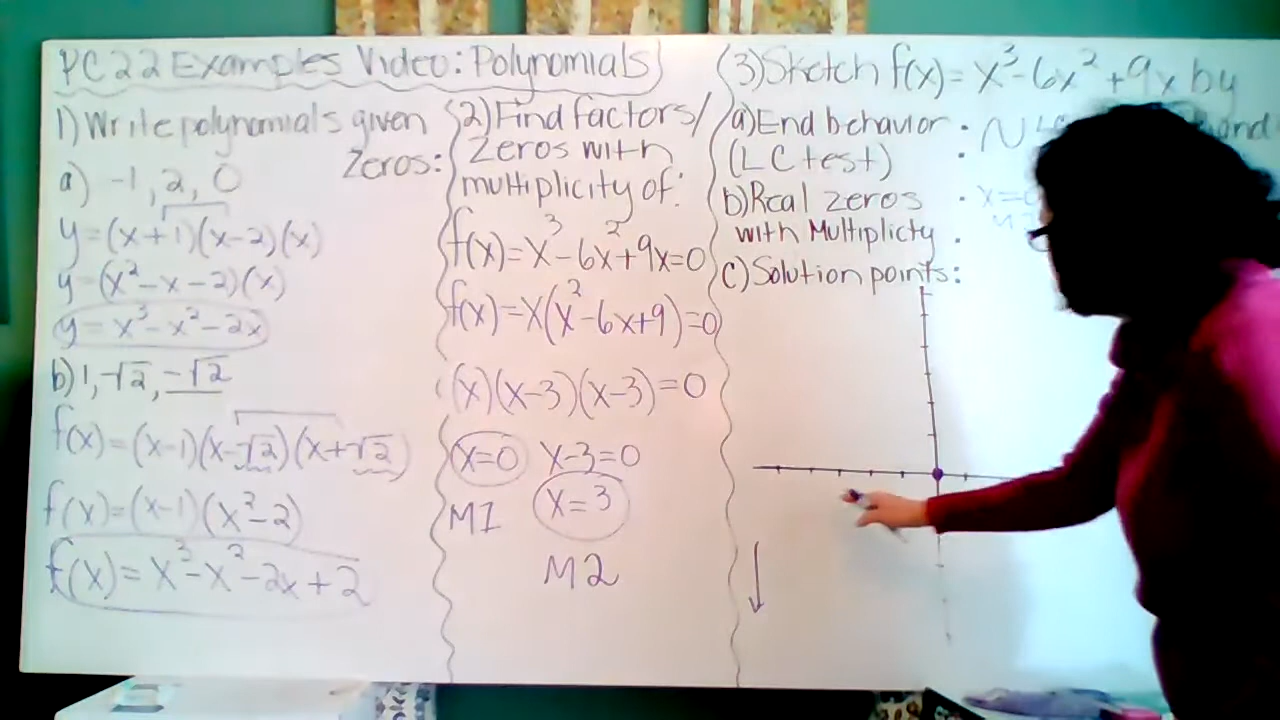 PC22 Examples Video: Polynomials
1) Write polynomials given
zeros:
a) -1, 2, 0
y=(x+1)(x-2)(x)
y=(x²-x-2)(x)
y=x³-x²-2x
b) 1, √2, -√2
f(x)=(x-1)(x-√2)(x+√2)
f(x)=(x-1)(x²-2)
f(x)=x³-x²-2x+2
2) Find factors/
zeros with
multiplicity of:
f(x)=x³-6x²+9x=0
f(x)=x(x²-6x+9)=0
(x)(x-3)(x-3)=0
x=0 x-3=0
M1 x=3
M2
(3) Sketch f(x)=x³-6x²+9x by
a) End behavior •
and
(LC test) •
b) Real zeros • x=0
with Multiplicty •
c) Solution points: